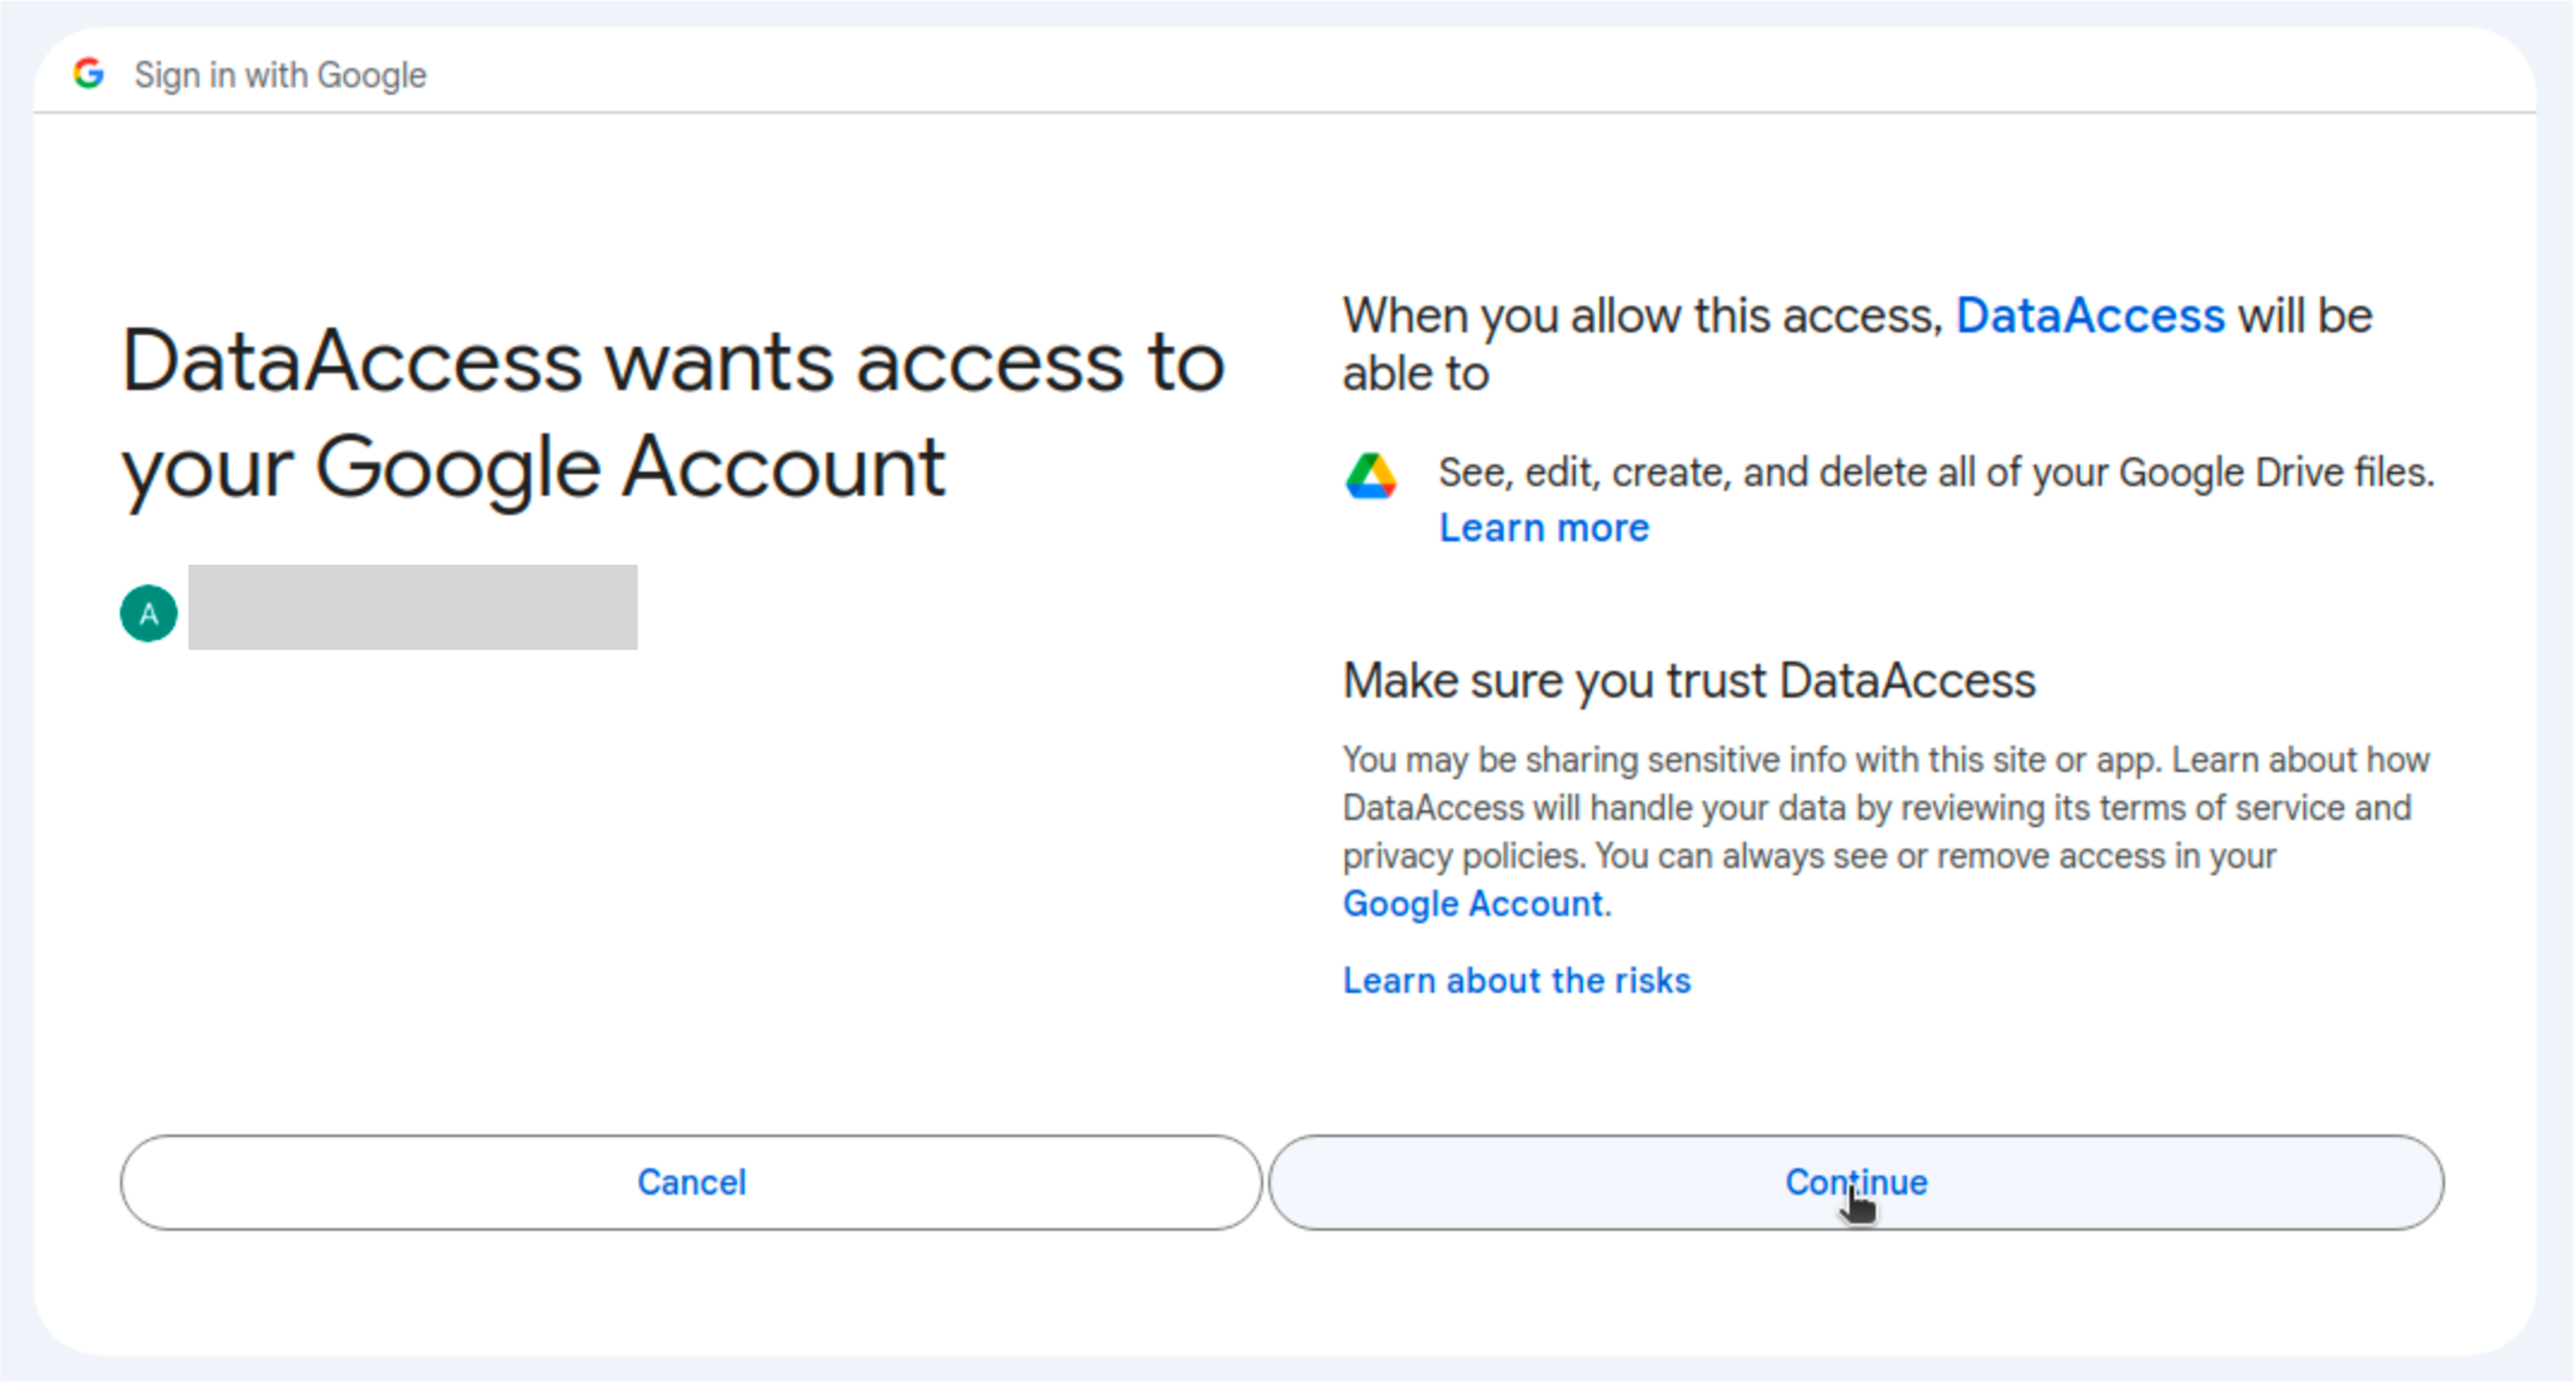 Sign in with Google
DataAccess wants access to
your Google Account
A
When you allow this access, DataAccess will be
able to
See, edit, create, and delete all of your Google Drive files.
Learn more
Make sure you trust DataAccess
You may be sharing sensitive info with this site or app. Learn about how
DataAccess will handle your data by reviewing its terms of service and
privacy policies. You can always see or remove access in your
Google Account.
Learn about the risks
Cancel
Continue